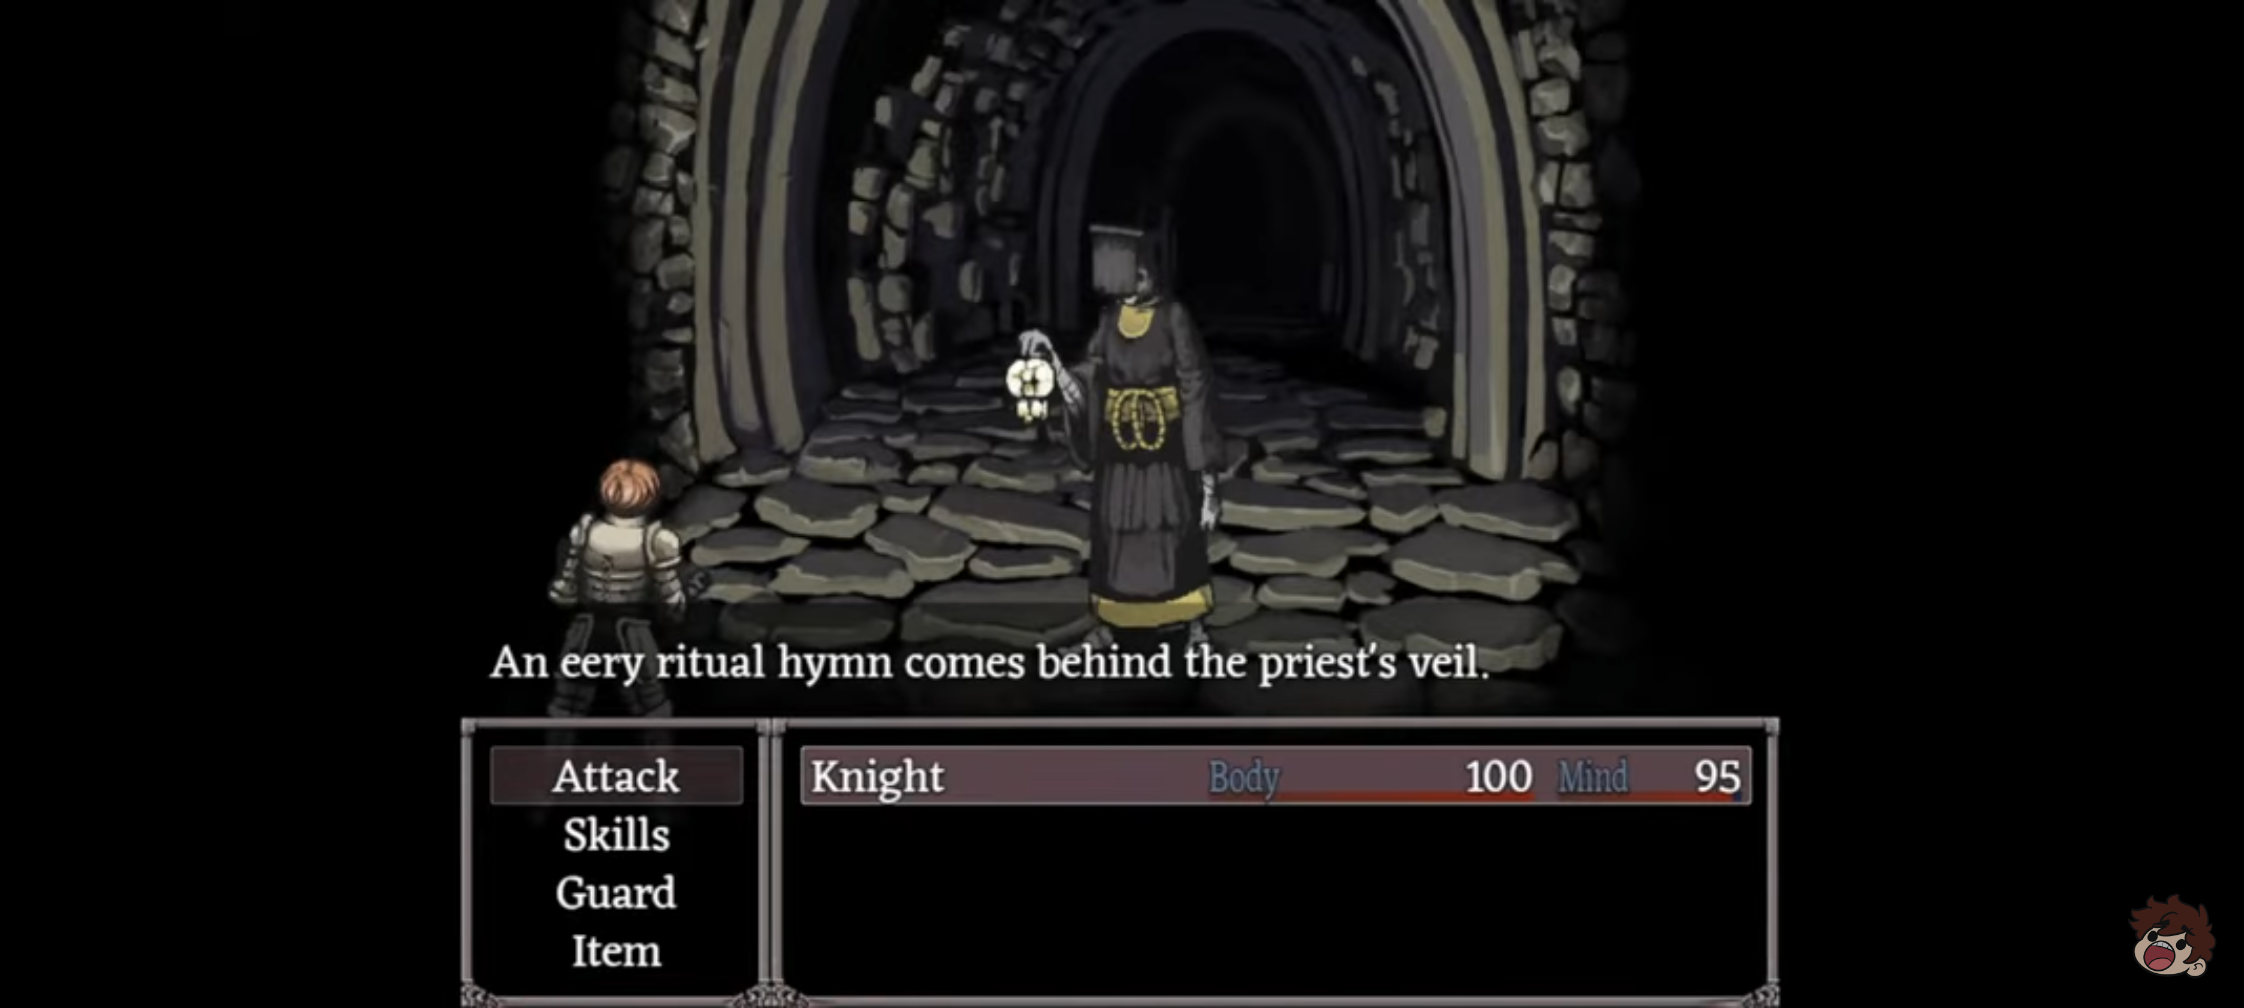 An eery ritual hymn comes behind the priest's veil.
Attack
Knight Body 100 Mind 95
Skills
Guard
Item